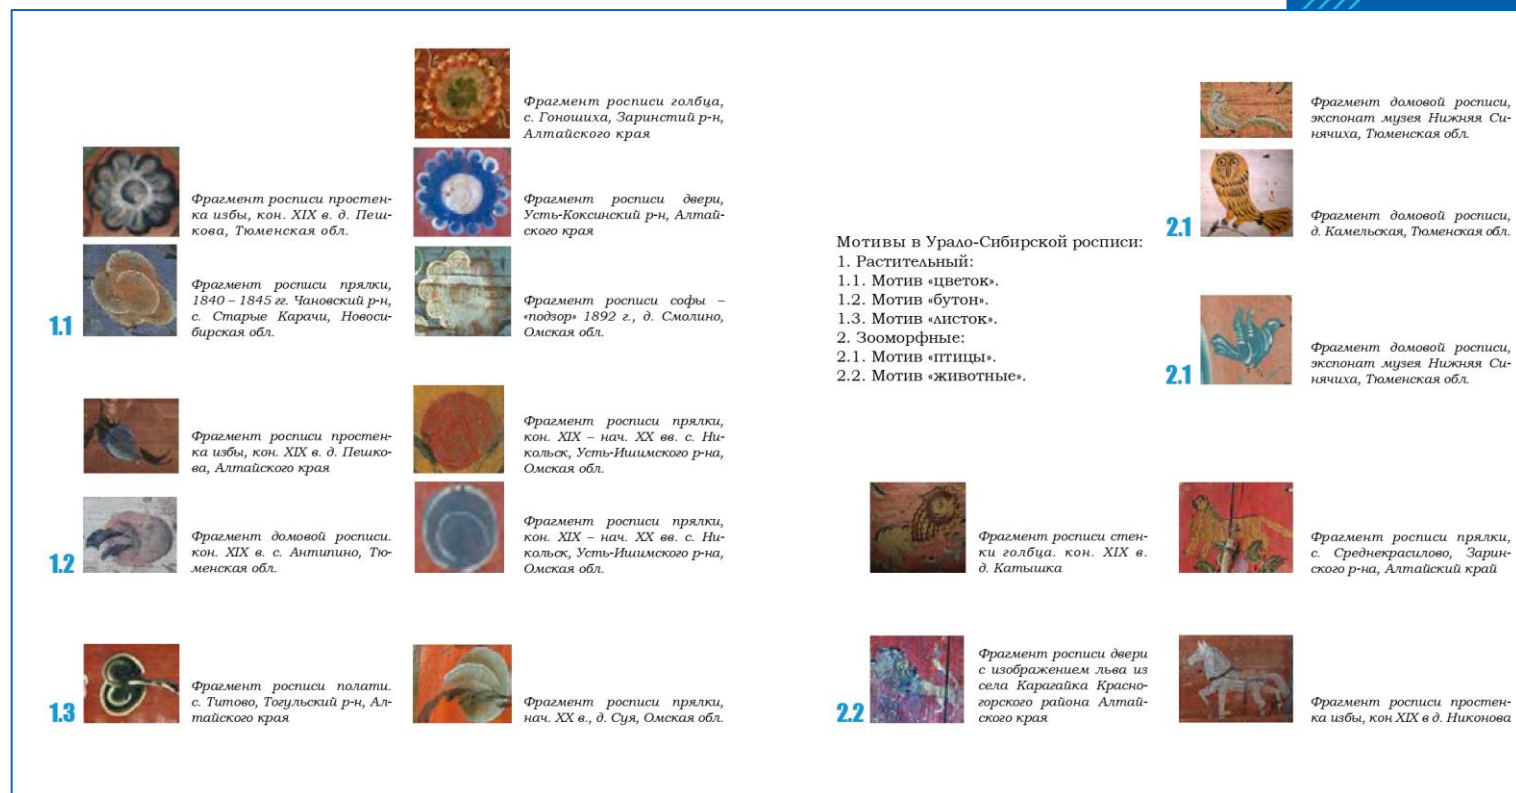 Фрагмент росписи голбца,
с. Гоношиха, Заринстий р-н,
Алтайского края
Фрагмент росписи простен-
ка избы, кон. XIX в. д. Пеш-
кова, Тюменская обл.
Фрагмент росписи двери,
Усть-Коксинский р-н, Алтай-
ского края
1.1
Фрагмент росписи прялки,
1840 – 1845 гг. Чановский р-н,
с. Старые Карачи, Новоси-
бирская обл.
Фрагмент росписи софы –
«подзор» 1892 г., д. Смолино,
Омская обл.
Фрагмент росписи простен-
ка избы, кон. XIX в. д. Пешко-
ва, Алтайского края
Фрагмент росписи прялки,
кон. XIX – нач. XX вв. с. Ни-
кольск, Усть-Ишимского р-на,
Омская обл.
1.2
Фрагмент домовой росписи.
кон. XIX в. с. Антипино, Тю-
менская обл.
Фрагмент росписи прялки,
кон. XIX – нач. XX вв. с. Ни-
кольск, Усть-Ишимского р-на,
Омская обл.
1.3
Фрагмент росписи полати.
с. Титово, Тогульский р-н, Ал-
тайского края
Фрагмент росписи прялки,
нач. XX в., д. Суя, Омская обл.
Мотивы в Урало-Сибирской росписи:
1. Растительный:
1.1. Мотив «цветок».
1.2. Мотив «бутон».
1.3. Мотив «листок».
2. Зооморфные:
2.1. Мотив «птицы».
2.2. Мотив «животные».
Фрагмент домовой росписи,
экспонат музея Нижняя Си-
нячиха, Тюменская обл.
2.1
Фрагмент домовой росписи,
д. Камельская, Тюменская обл.
2.1
Фрагмент домовой росписи,
экспонат музея Нижняя Си-
нячиха, Тюменская обл.
Фрагмент росписи стен-
ки голбца. кон. XIX в.
д. Катышка
Фрагмент росписи прялки,
с. Среднекрасилово, Зарин-
ского р-на, Алтайский край
2.2
Фрагмент росписи двери
с изображением льва из
села Карагайка Красно-
горского района Алтай-
ского края
Фрагмент росписи простен-
ка избы, кон XIX в д. Никонова